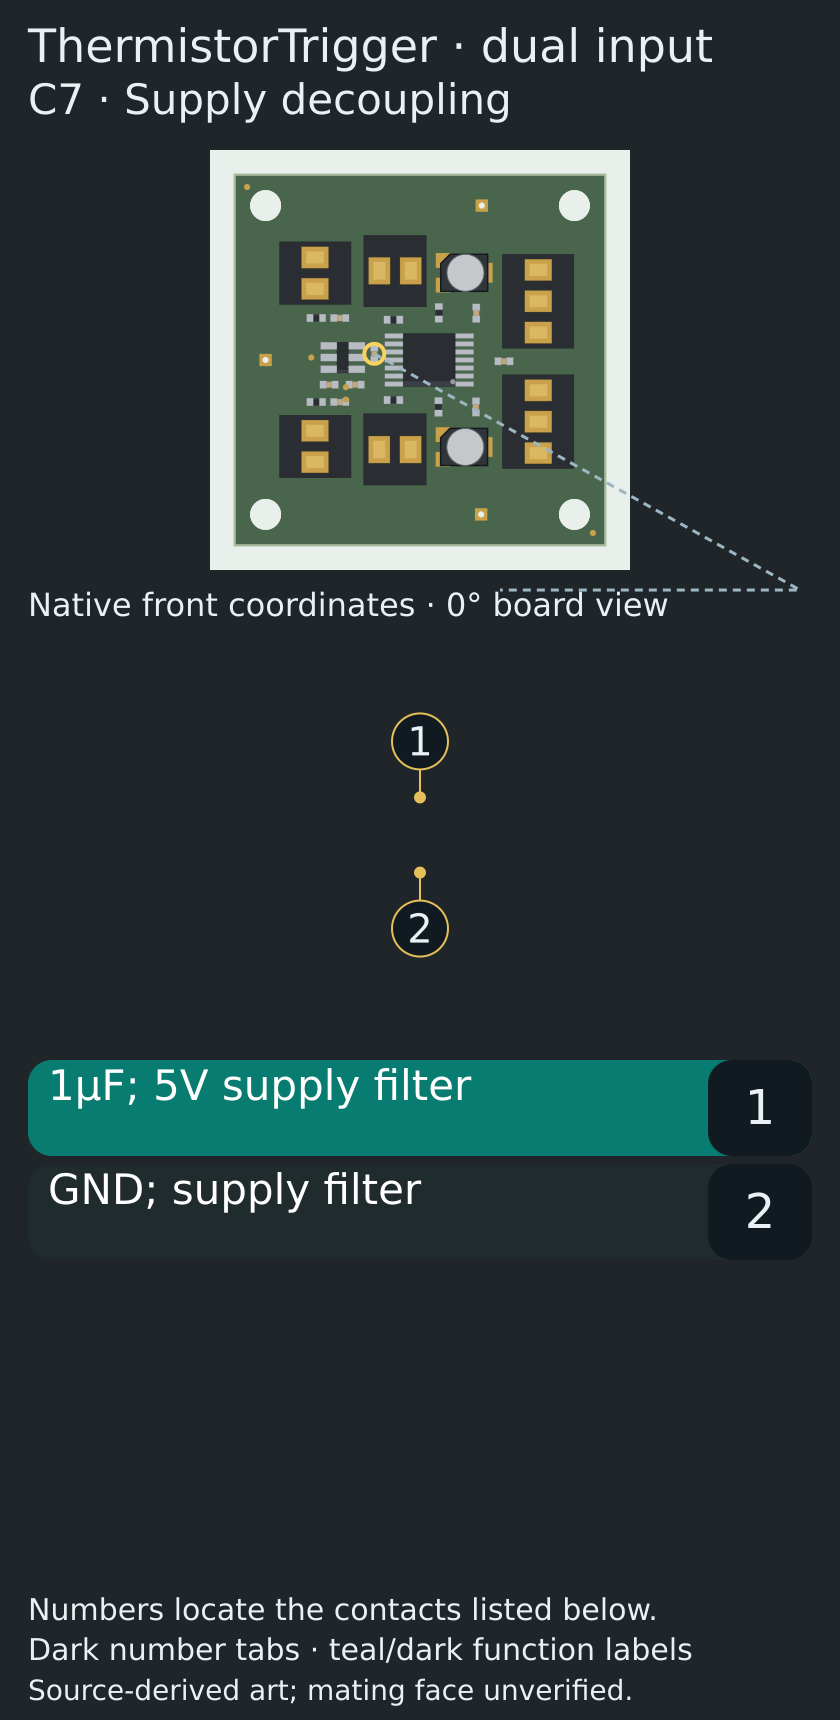 ThermistorTrigger · dual input
C7 · Supply decoupling
Native front coordinates · 0° board view
1
2
1µF; 5V supply filter 1
GND; supply filter 2
Numbers locate the contacts listed below.
Dark number tabs · teal/dark function labels
Source-derived art; mating face unverified.